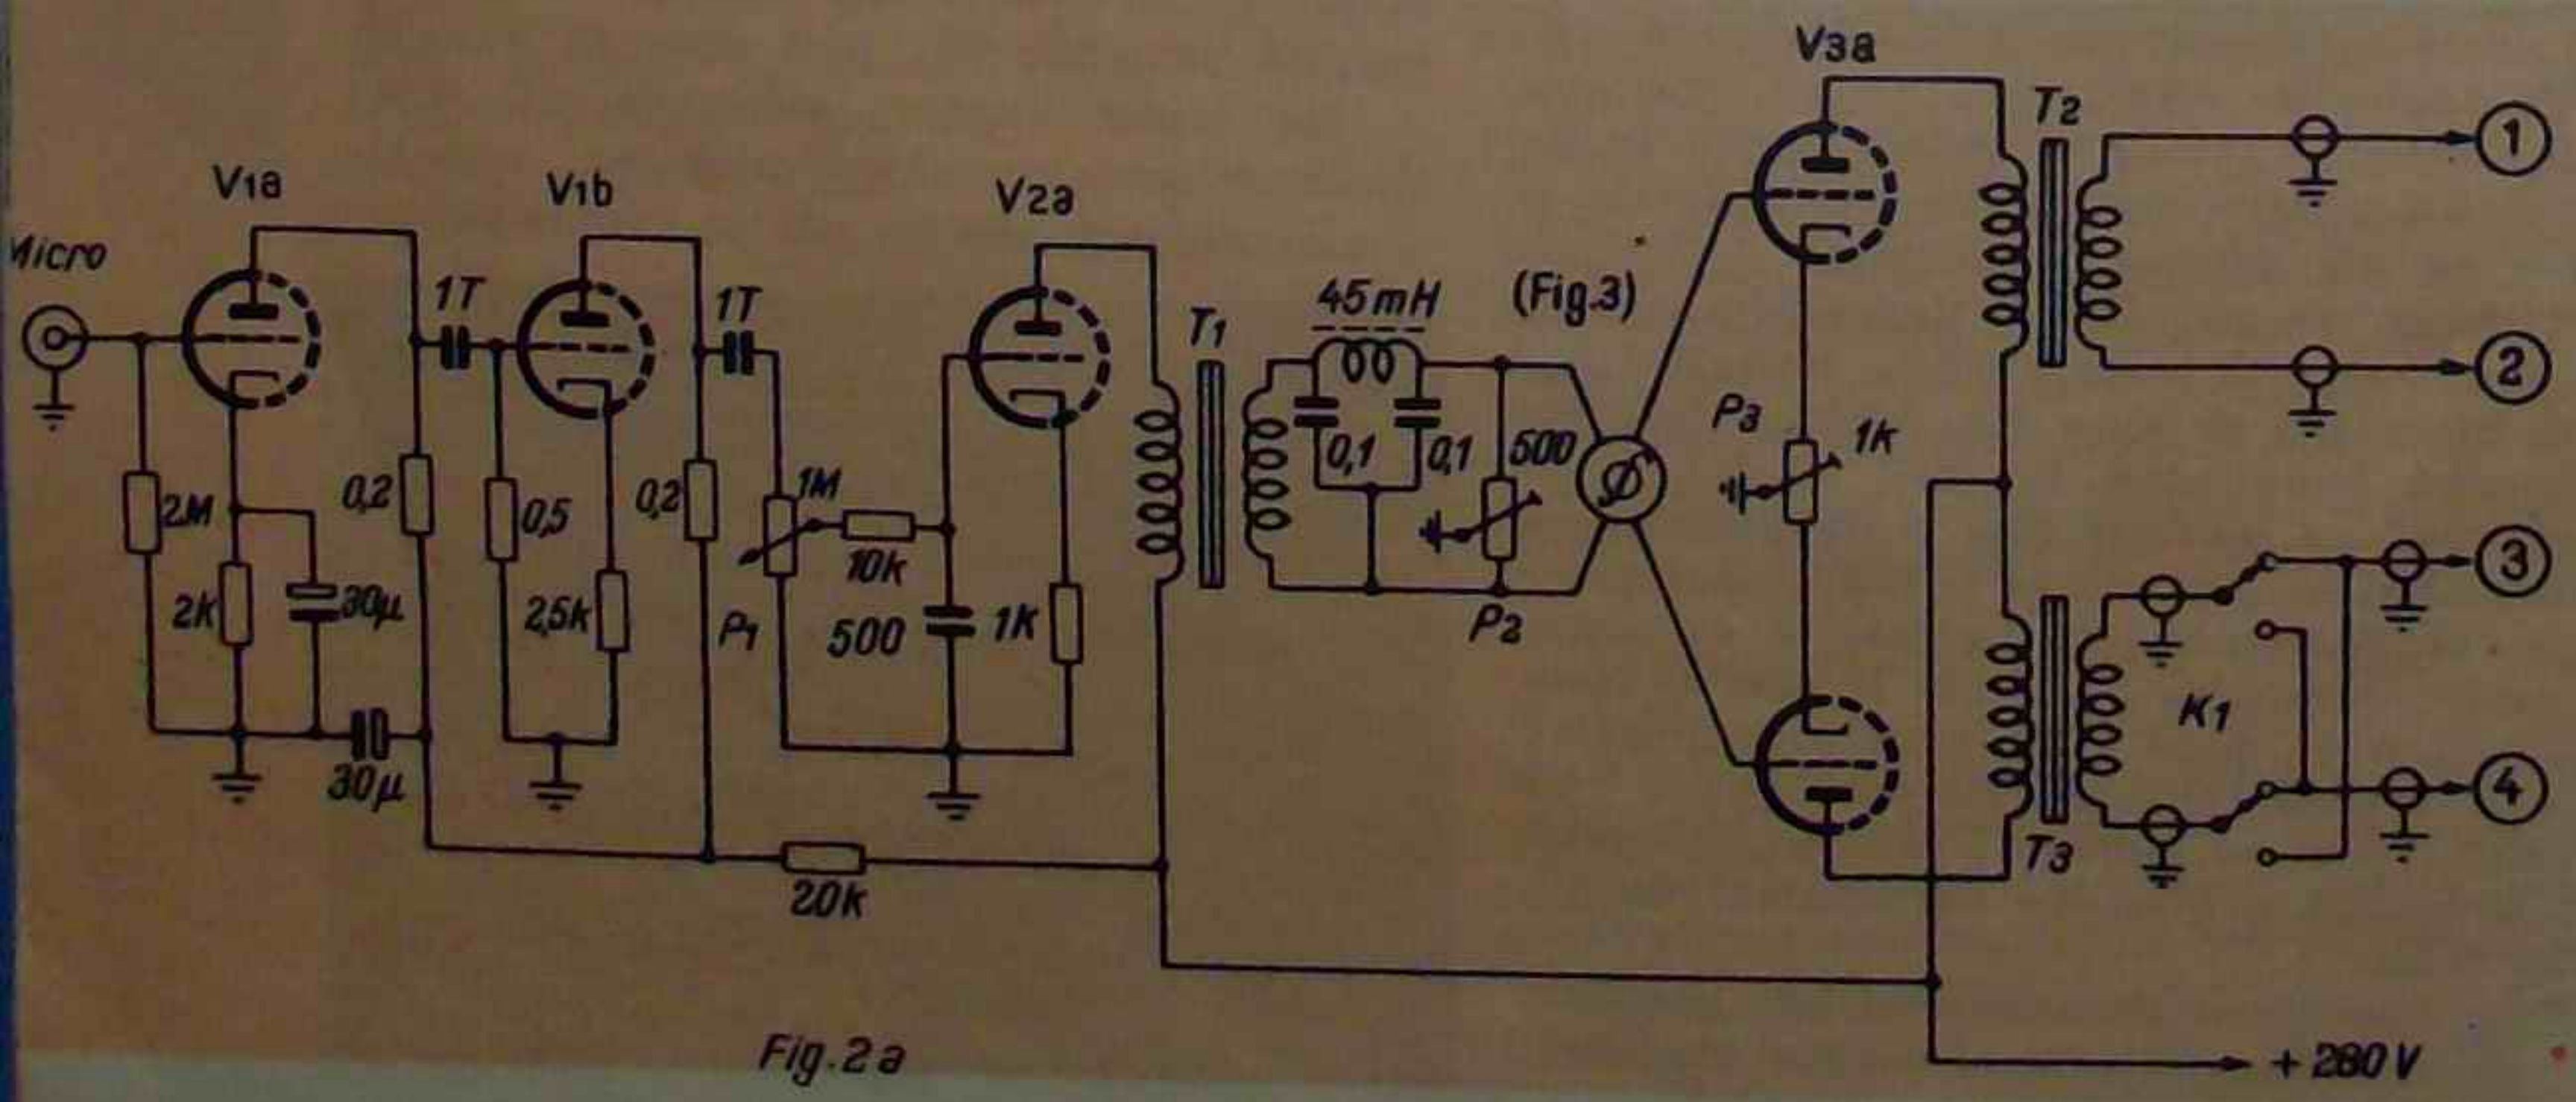 V3a
T2
1
V1a
V1b
V2a
Micro
1T
1T
T1
45mH
(Fig.3)
2
2M
0,2
0,5
0,2
1M
10k
0,1
0,1
500
P3
1k
3
2k
30µ
2,5k
P1
500
1k
P2
K1
30µ
4
20k
T3
Fig.2a
+ 280V